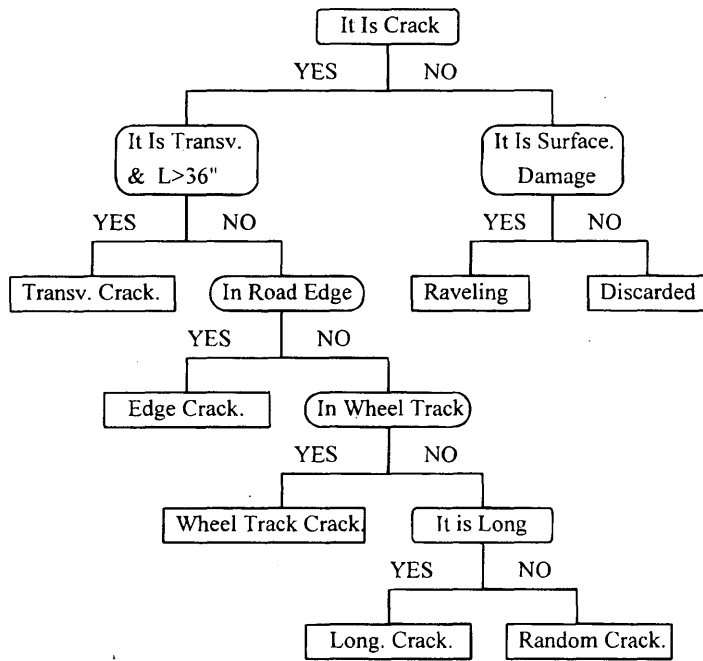 It Is Crack
YES NO
It Is Transv.
& L>36"
It Is Surface.
Damage
YES NO
YES NO
Transv. Crack.
In Road Edge
Raveling
Discarded
YES NO
Edge Crack.
In Wheel Track
YES NO
Wheel Track Crack.
It is Long
YES NO
Long. Crack.
Random Crack.